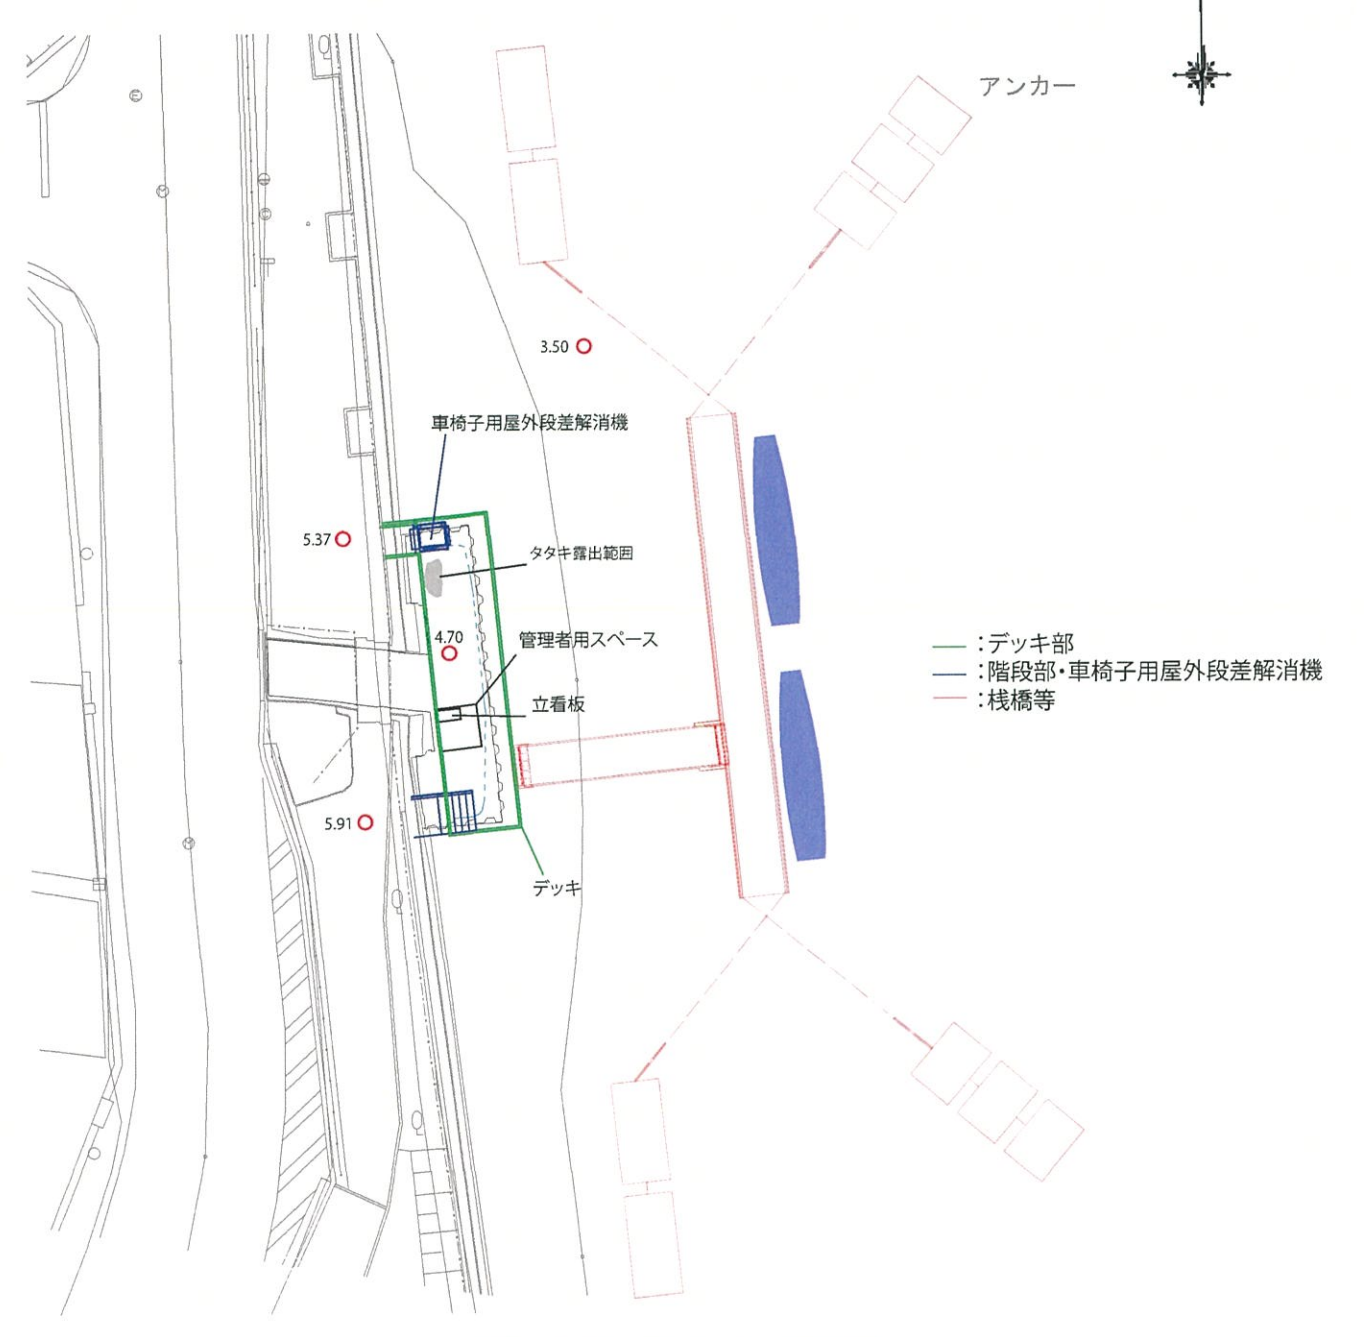 アンカー
3.50
車椅子用屋外段差解消機
5.37
タタキ露出範囲
4.70
管理者用スペース
:デッキ部
:階段部・車椅子用屋外段差解消機
:桟橋等
立看板
5.91
デッキ